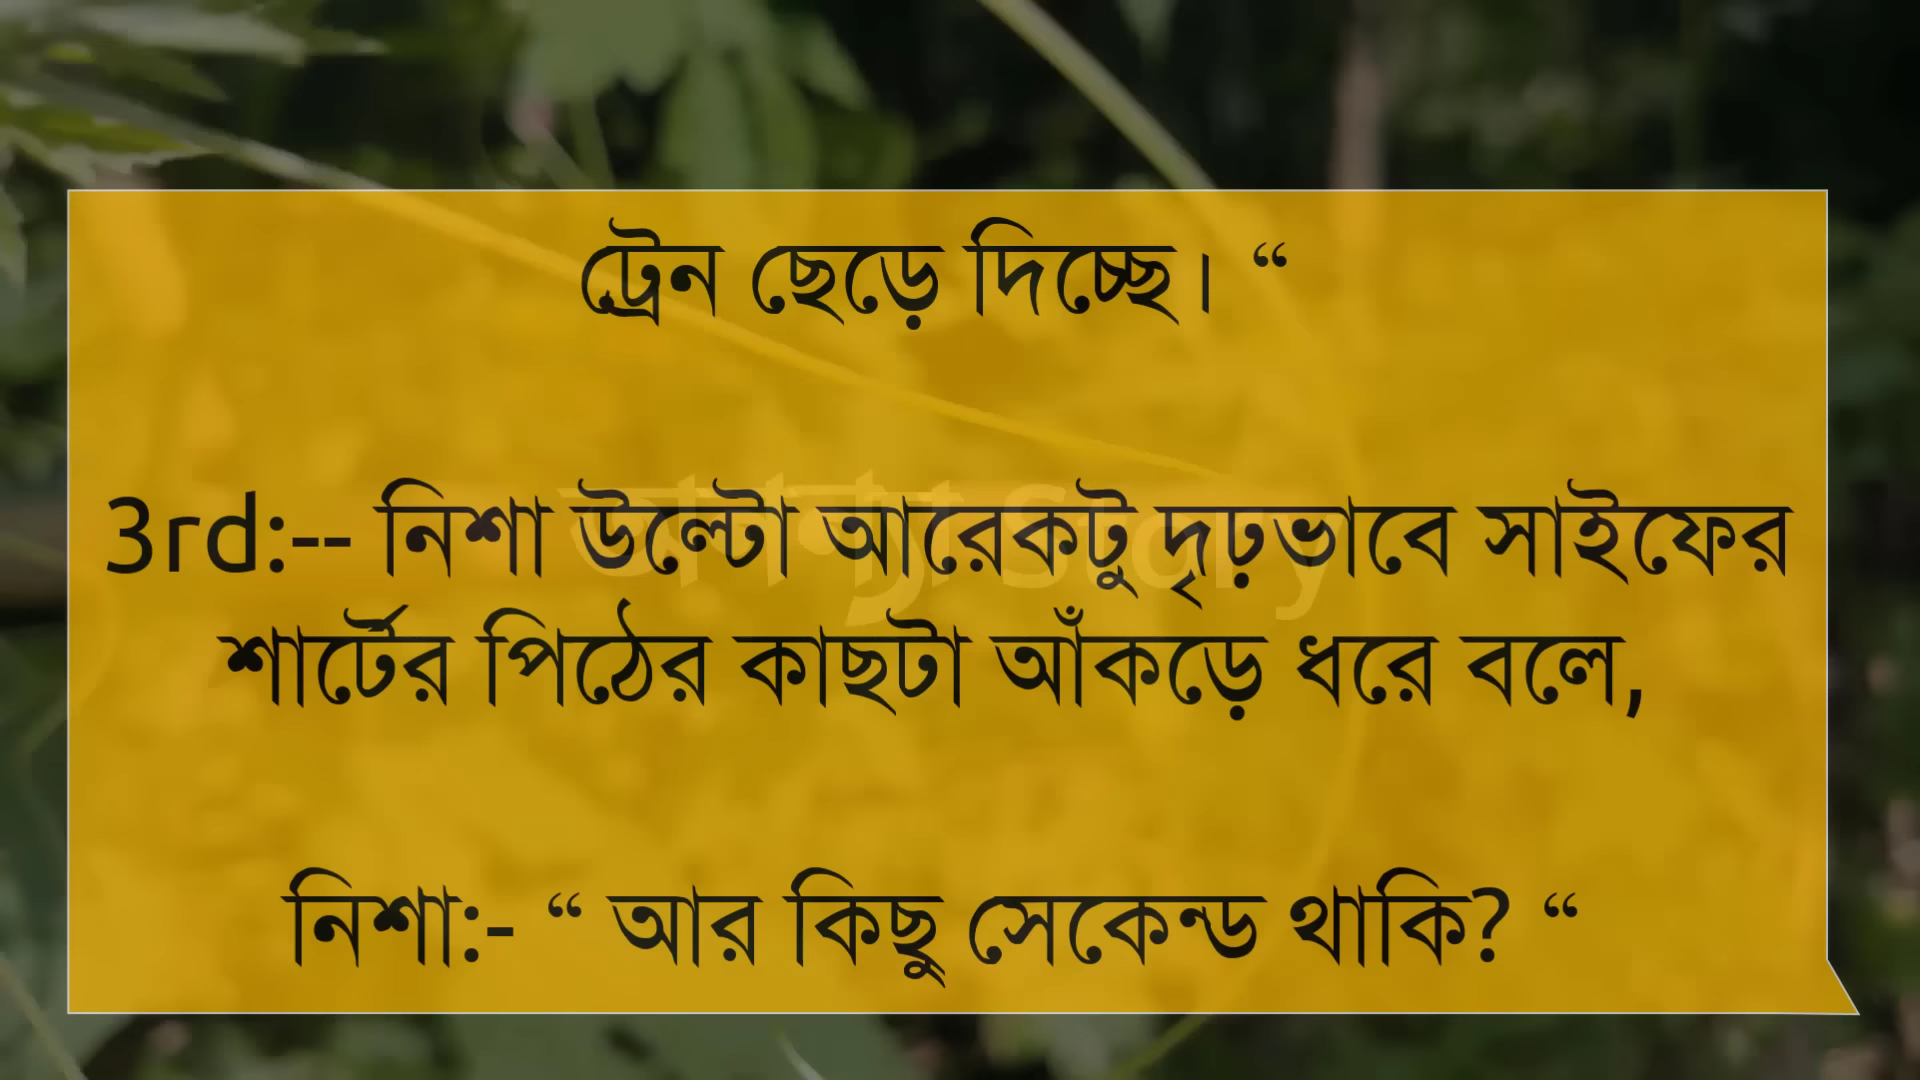 ট্রেন ছেড়ে দিচ্ছে। “
3rd:-- নিশা উল্টো আরেকটু দৃঢ়ভাবে সাইফের
শার্টের পিঠের কাছটা আঁকড়ে ধরে বলে,
নিশা:- “ আর কিছু সেকেন্ড থাকি? “